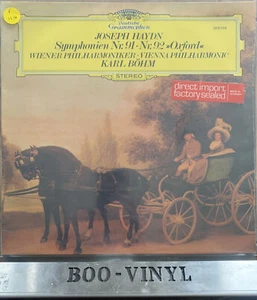 Deutsche
Grammophon
JOSEPH HAYDN
Symphonien Nr. 91 - Nr. 92 »Oxford«
WIENER PHILHARMONIKER · VIENNA PHILHARMONIC
KARL BÖHM
STEREO
direct import
factory sealed
BOO-VINYL